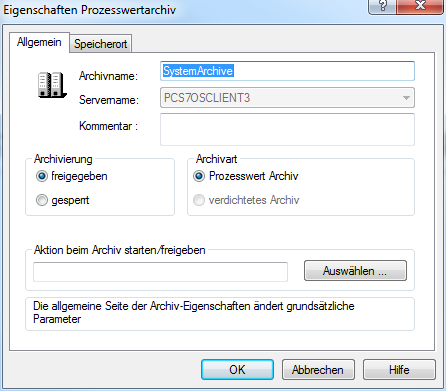 Eigenschaften Prozesswertarchiv
?
Allgemein
Speicherort
Archivname:
SystemArchive
Servername:
PCS7OSCLIENT3
Kommentar :
Archivierung
freigegeben
gesperrt
Archivart
Prozesswert Archiv
verdichtetes Archiv
Aktion beim Archiv starten/freigeben
Auswählen ...
Die allgemeine Seite der Archiv-Eigenschaften ändert grundsätzliche
Parameter
OK
Abbrechen
Hilfe